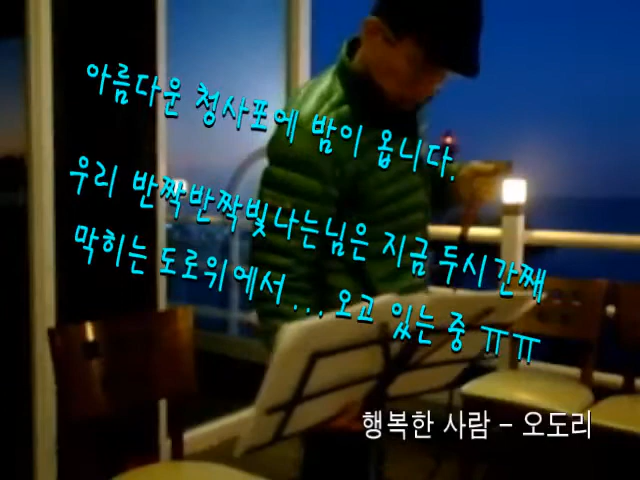 아름다운 청사포에 밤이 옵니다.
우리 반짝반짝빛나는님은 지금 두시간째
막히는 도로위에서... 오고 있는 중 ㅠㅠ
행복한 사람 - 오도리